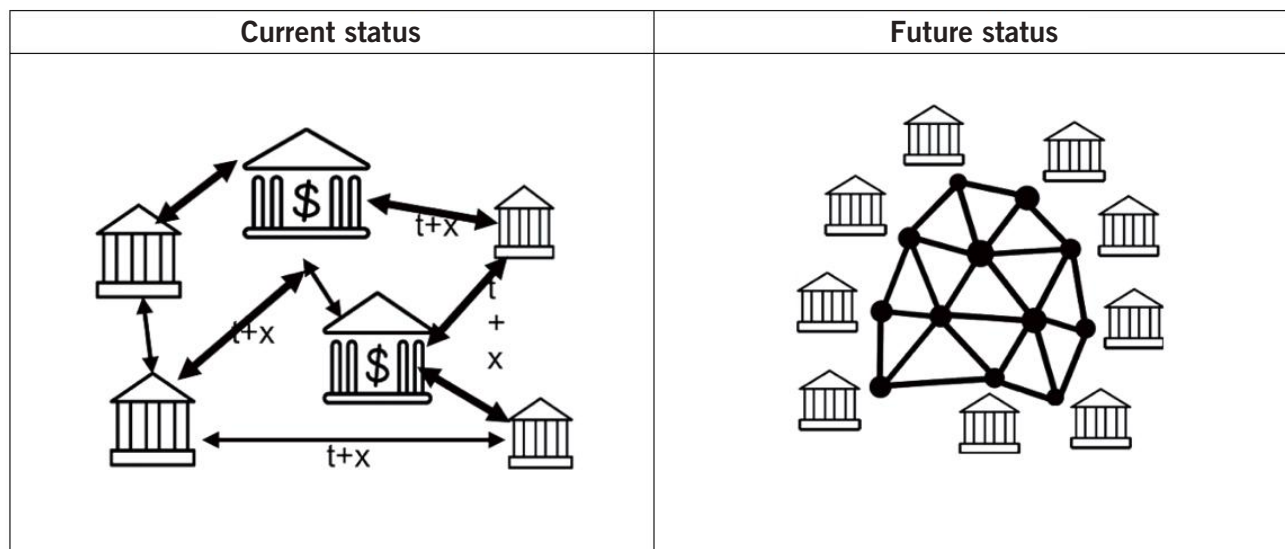 Current status
Future status
$
t+x
t
+
x
t+x
$
t+x